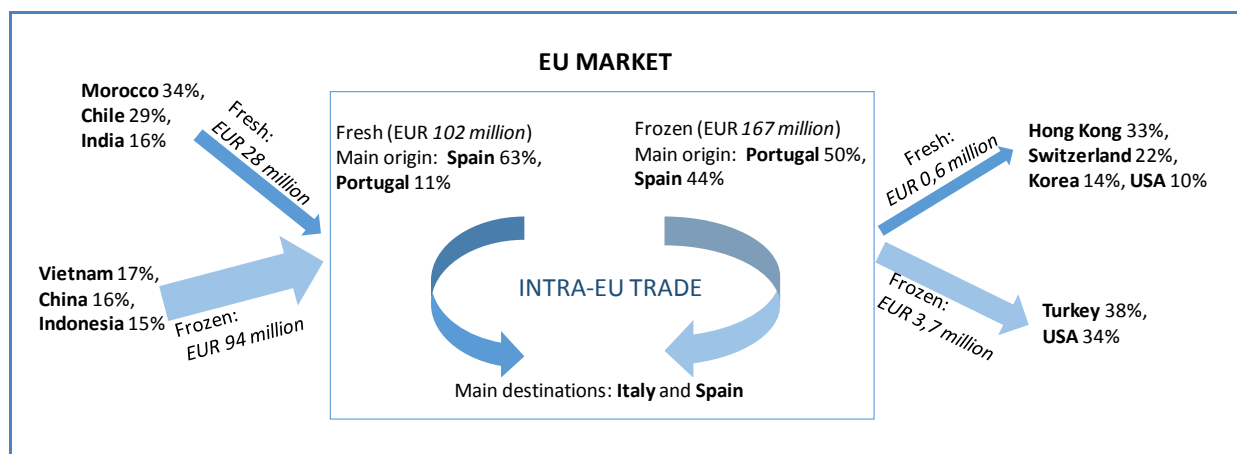 EU MARKET
Morocco 34%,
Chile 29%,
India 16%
Fresh:
EUR 28 million
Vietnam 17%,
China 16%,
Indonesia 15%
Frozen:
EUR 94 million
Fresh (EUR 102 million)
Main origin: Spain 63%,
Portugal 11%
Frozen (EUR 167 million)
Main origin: Portugal 50%,
Spain 44%
INTRA-EU TRADE
Main destinations: Italy and Spain
Fresh:
EUR 0,6 million
Hong Kong 33%,
Switzerland 22%,
Korea 14%, USA 10%
Frozen:
EUR 3,7 million
Turkey 38%,
USA 34%